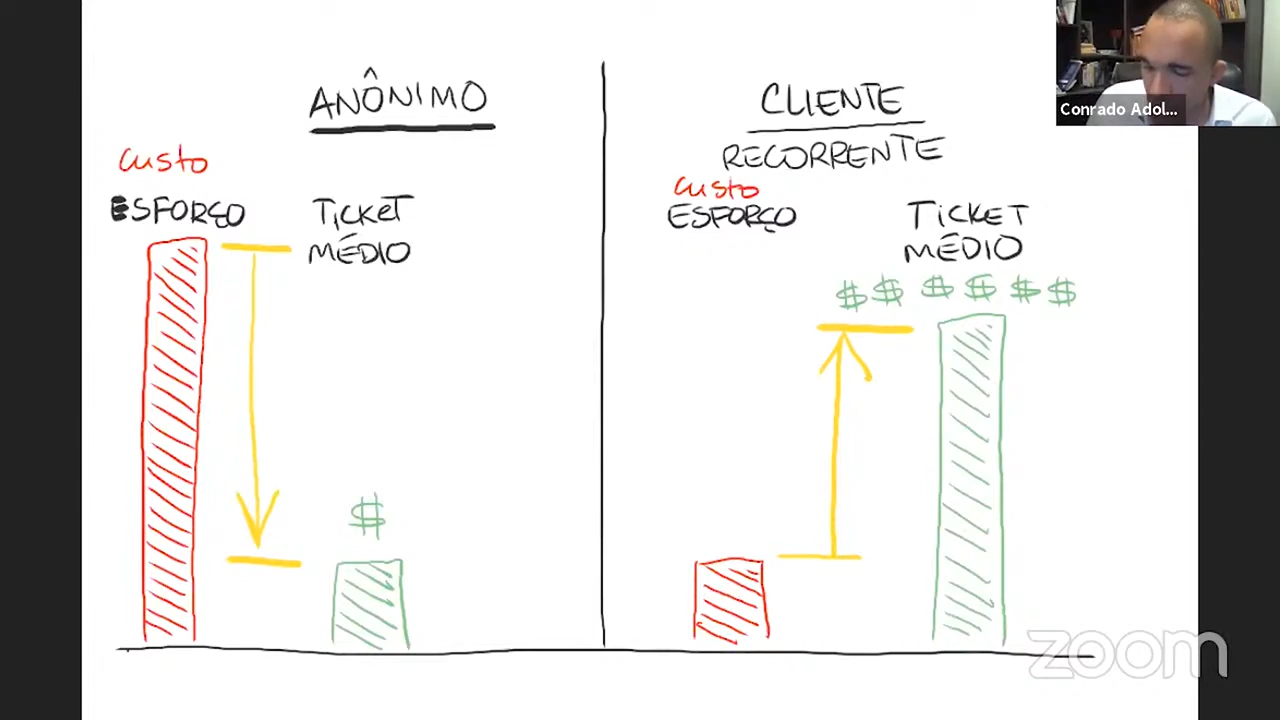 ANÔNIMO
Custo
ESFORÇO
TICKET
MÉDIO
$
CLIENTE
RECORRENTE
Custo
ESFORÇO
TICKET
MÉDIO
$ $ $ $ $ $
Conrado Adol...
zoom